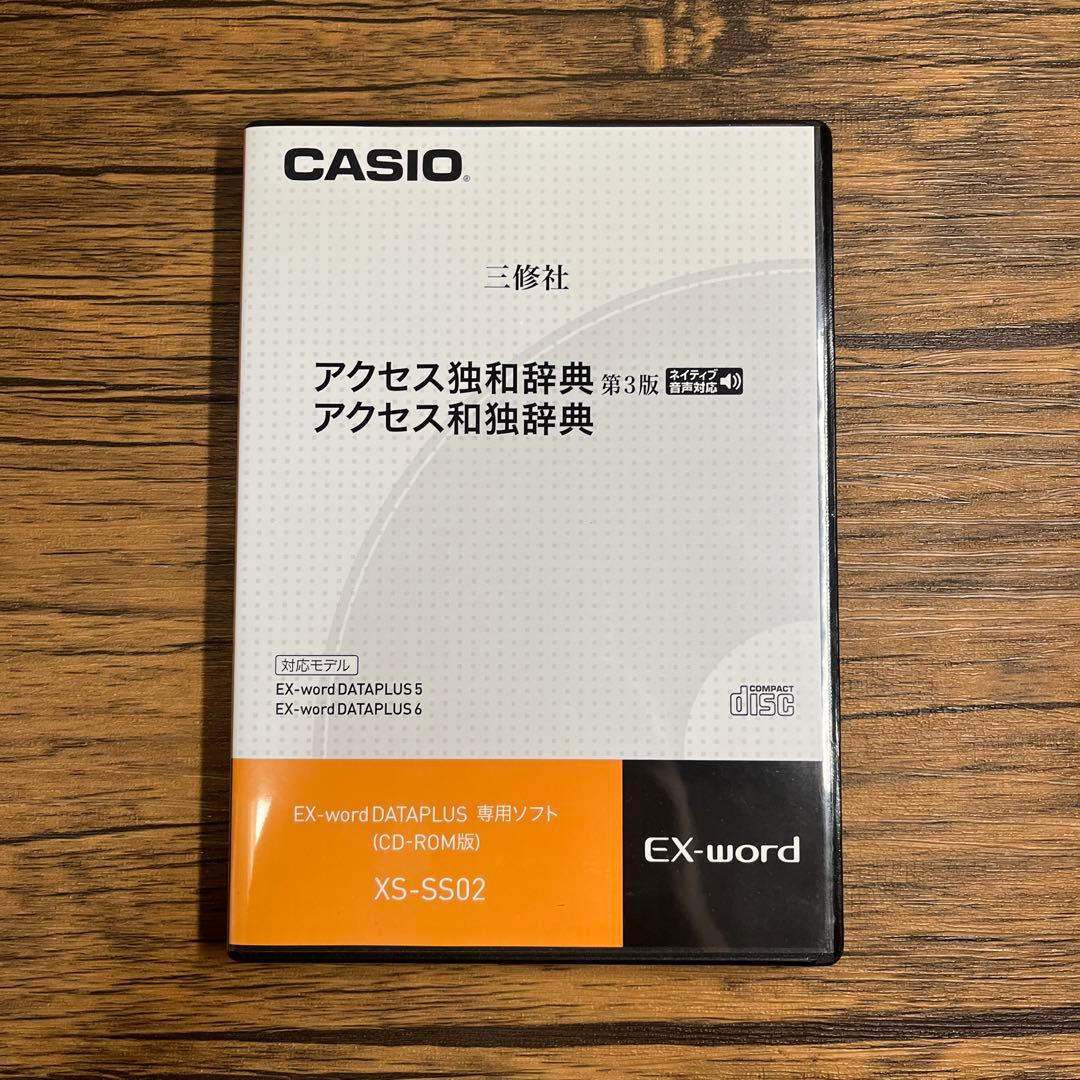 CASIO®
三修社
アクセス独和辞典 第3版 ネイティブ音声対応
アクセス和独辞典
対応モデル
EX-word DATAPLUS 5
EX-word DATAPLUS 6
COMPACT
disc
EX-word DATAPLUS 専用ソフト
(CD-ROM版)
XS-SS02
EX-word